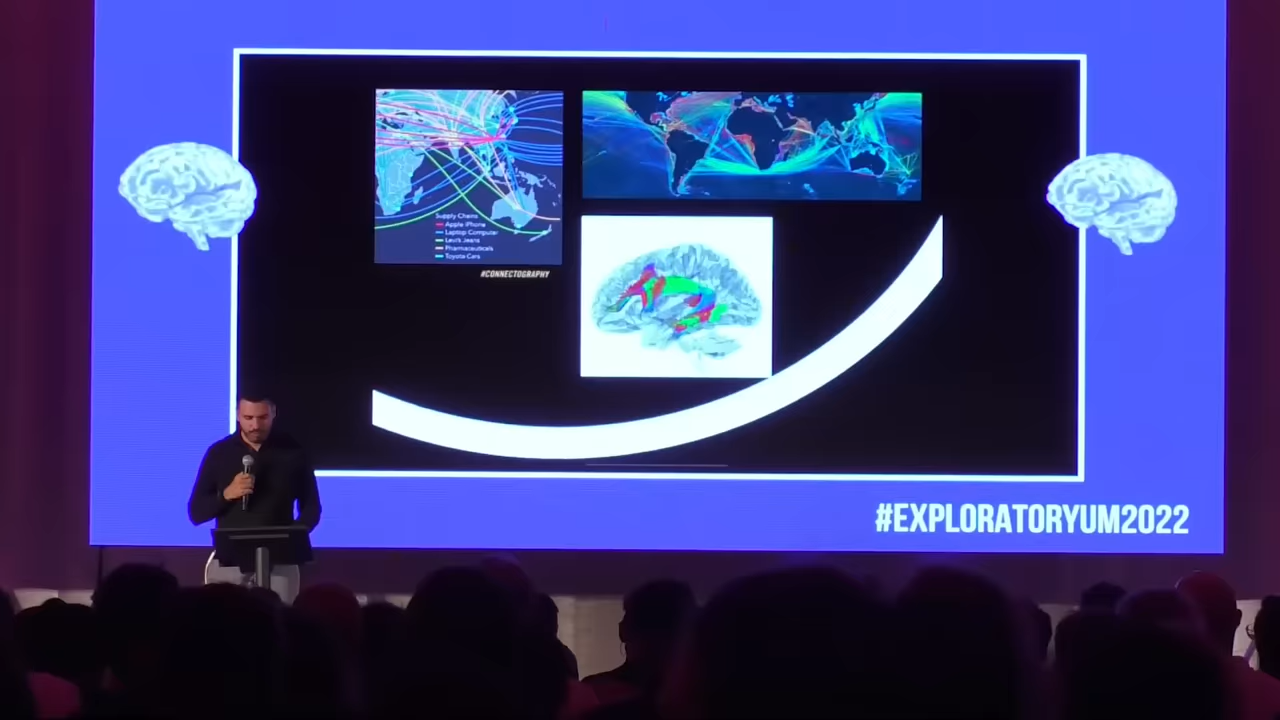 Supply Chains
Apple iPhone
Laptop Computer
Levi's Jeans
Pharmaceuticals
Toyota Cars
#CONNECTOGRAPHY
#EXPLORATORYUM2022